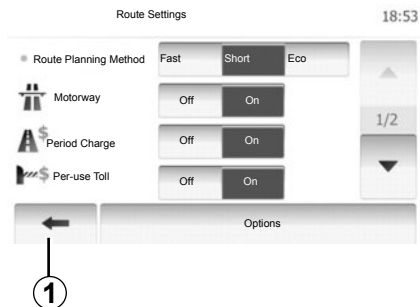 Route Settings 18:53
Route Planning Method Fast Short Eco
Motorway Off On
1/2
$ Period Charge Off On
$ Per-use Toll Off On
Options
1